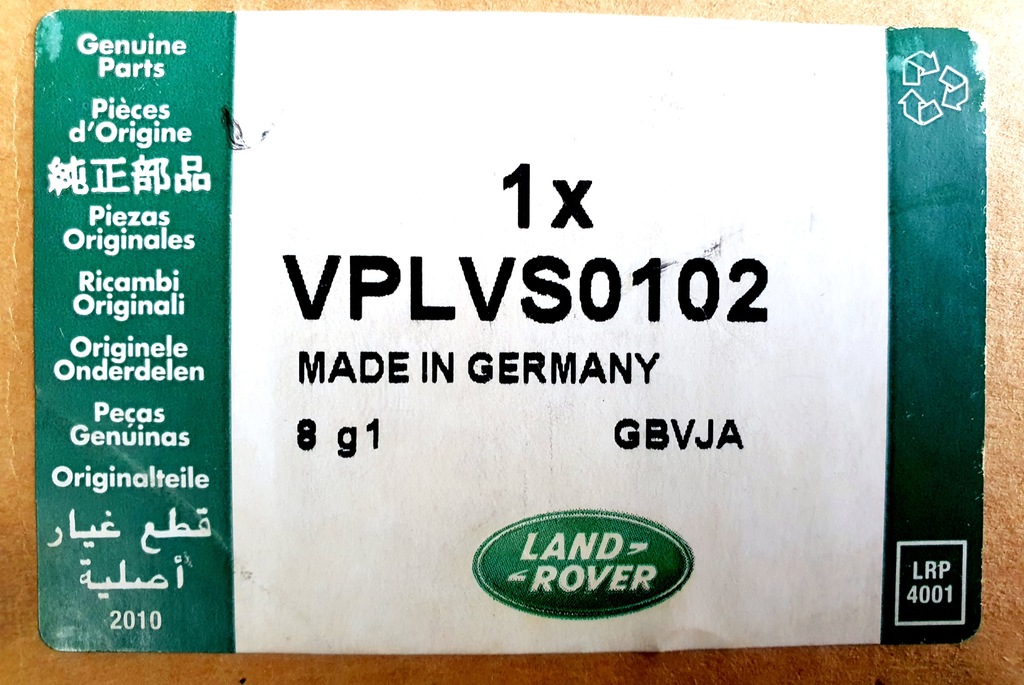 Genuine
Parts
Pièces
d'Origine
純正部品
Piezas
Originales
Ricambi
Originali
Originele
Onderdelen
Peças
Genúinas
Originalteile
قطع غيار
أصلية
2010
1x
VPLVS0102
MADE IN GERMANY
8 g1 GBVJA
LAND-
-ROVER
LRP
4001